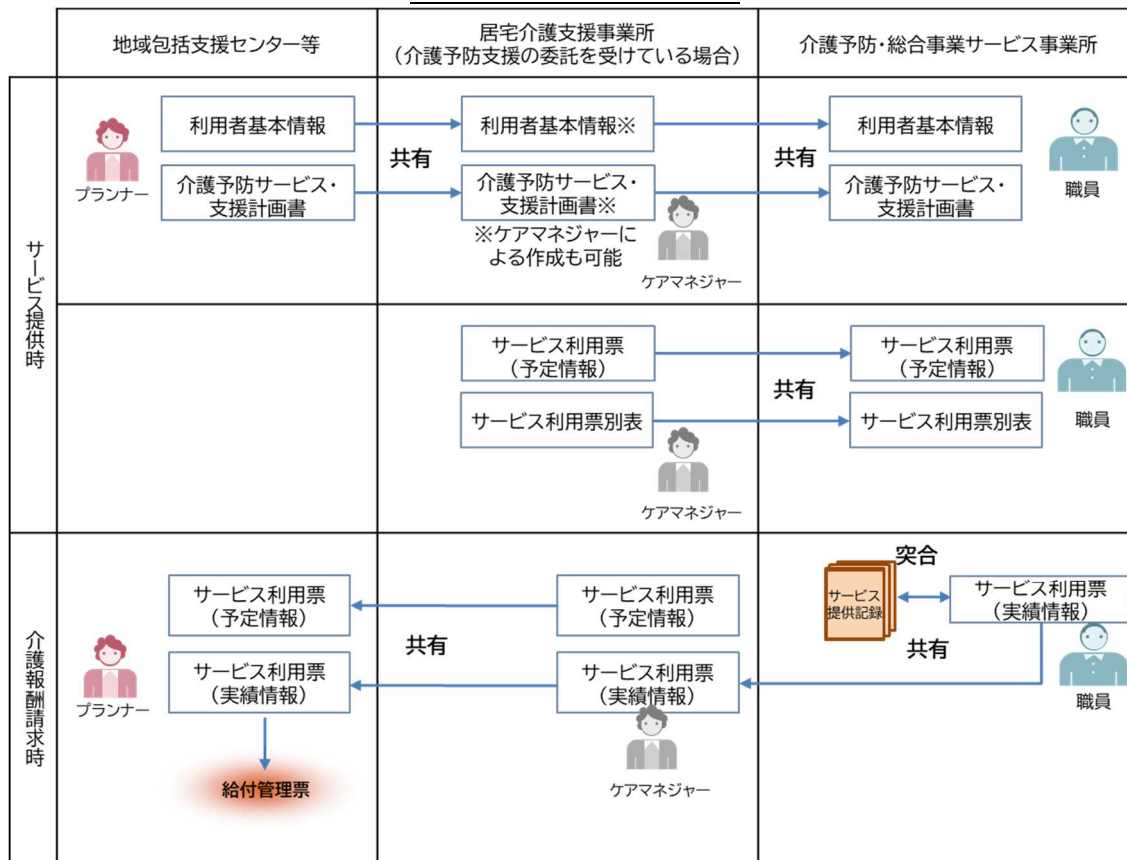 地域包括支援センター等
居宅介護支援事業所
（介護予防支援の委託を受けている場合）
介護予防・総合事業サービス事業所
サービス提供時
プランナー
利用者基本情報
介護予防サービス・
支援計画書
共有
利用者基本情報※
介護予防サービス・
支援計画書※
※ケアマネジャーに
よる作成も可能
ケアマネジャー
共有
利用者基本情報
介護予防サービス・
支援計画書
職員
サービス利用票
（予定情報）
サービス利用票別表
ケアマネジャー
共有
サービス利用票
（予定情報）
サービス利用票別表
職員
介護報酬請求時
プランナー
サービス利用票
（予定情報）
サービス利用票
（実績情報）
給付管理票
共有
サービス利用票
（予定情報）
サービス利用票
（実績情報）
ケアマネジャー
サービス
提供記録
突合
共有
サービス利用票
（実績情報）
職員